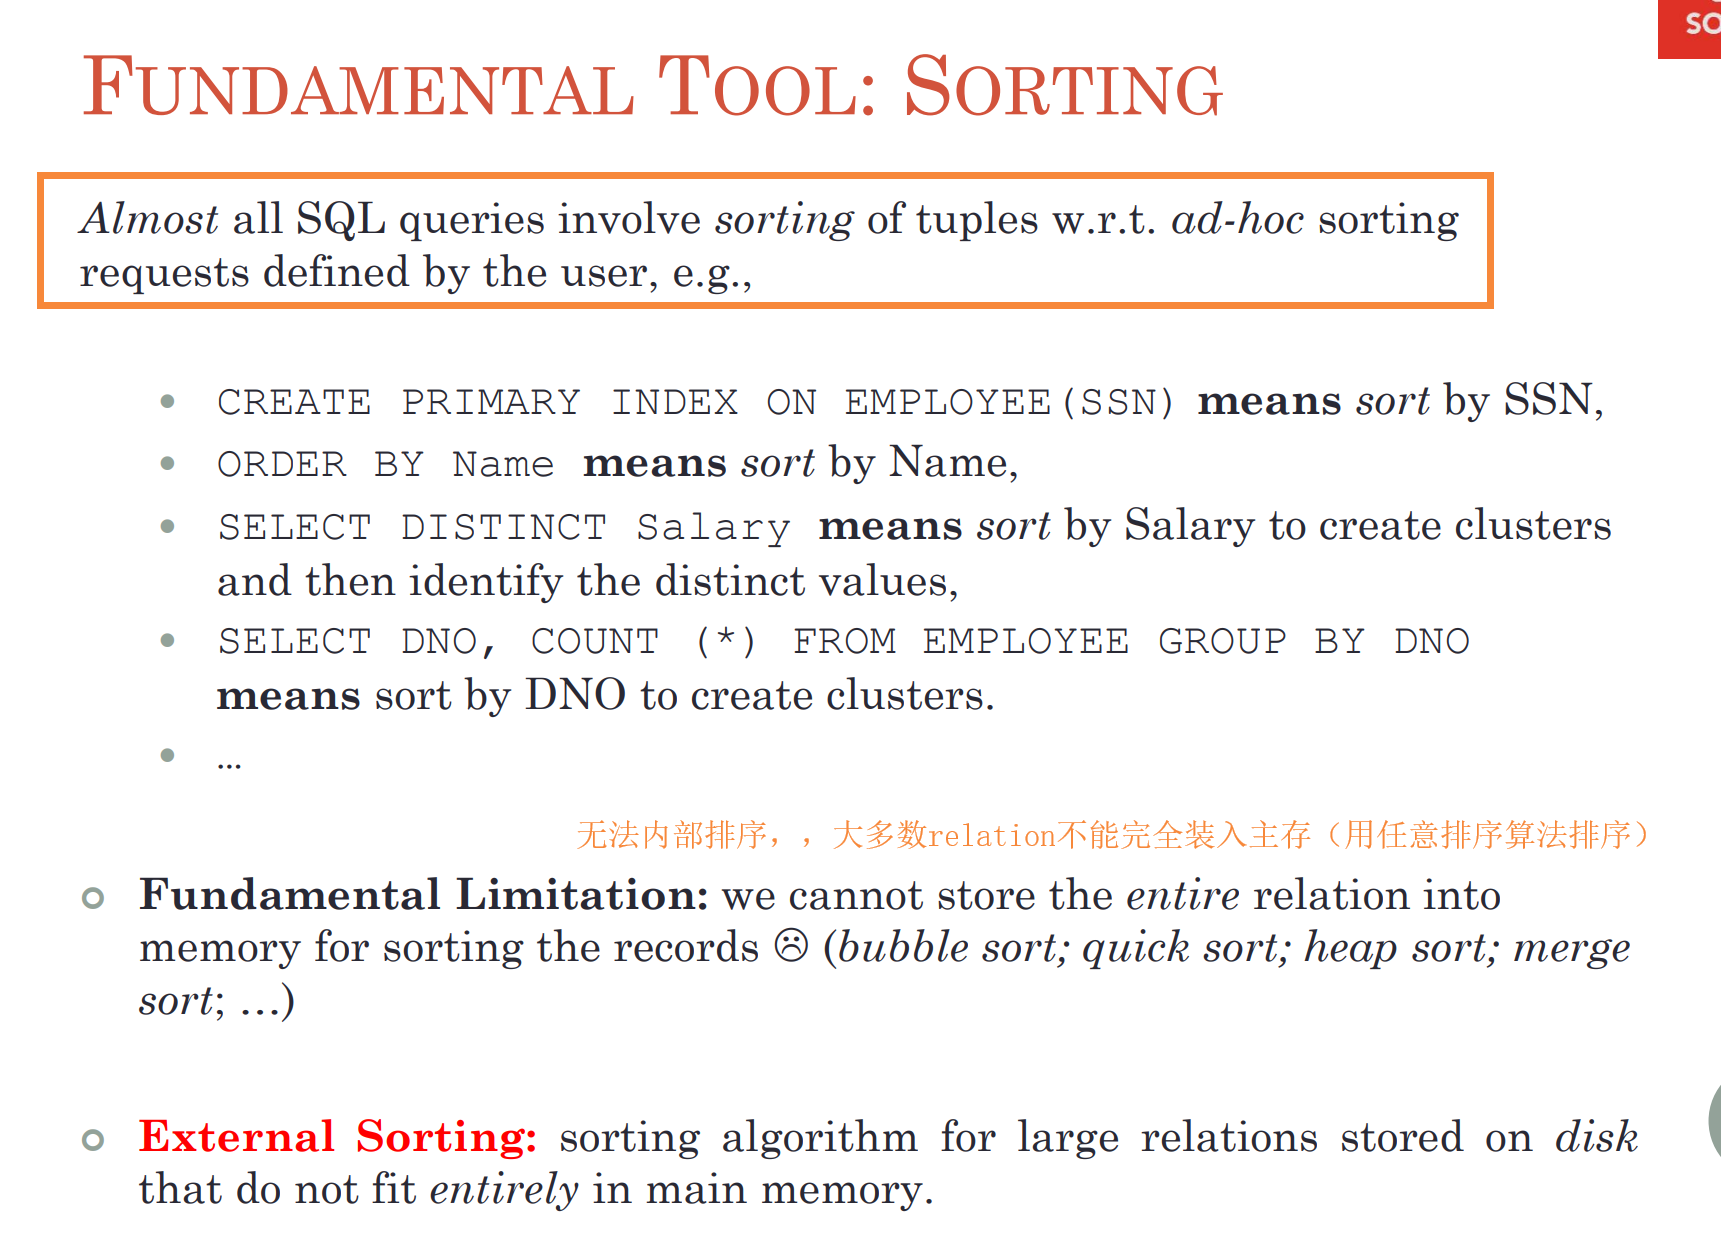 SO
FUNDAMENTAL TOOL: SORTING
Almost all SQL queries involve sorting of tuples w.r.t. ad-hoc sorting
requests defined by the user, e.g.,
• CREATE PRIMARY INDEX ON EMPLOYEE(SSN) means sort by SSN,
• ORDER BY Name means sort by Name,
• SELECT DISTINCT Salary means sort by Salary to create clusters
and then identify the distinct values,
• SELECT DNO, COUNT (*) FROM EMPLOYEE GROUP BY DNO
means sort by DNO to create clusters.
• …
无法内部排序，，大多数relation不能完全装入主存（用任意排序算法排序）
Fundamental Limitation: we cannot store the entire relation into
memory for sorting the records ☹ (bubble sort; quick sort; heap sort; merge
sort; …)
External Sorting: sorting algorithm for large relations stored on disk
that do not fit entirely in main memory.